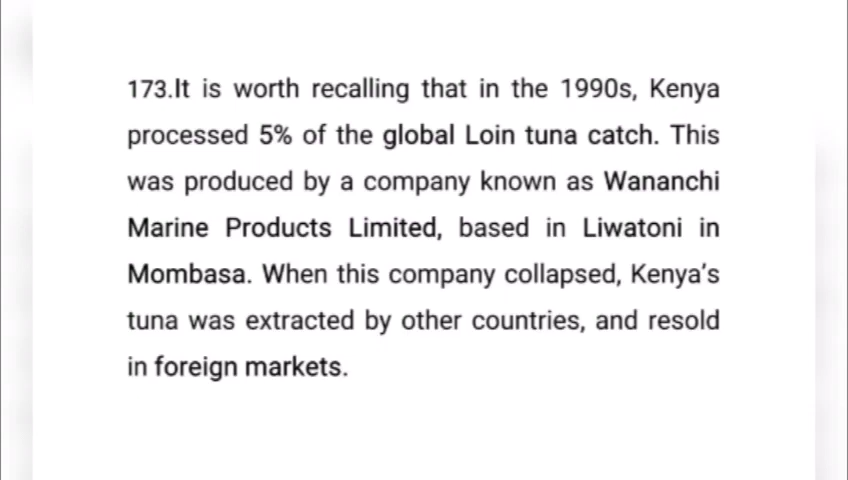 173.It is worth recalling that in the 1990s, Kenya
processed 5% of the global Loin tuna catch. This
was produced by a company known as Wananchi
Marine Products Limited, based in Liwatoni in
Mombasa. When this company collapsed, Kenya's
tuna was extracted by other countries, and resold
in foreign markets.